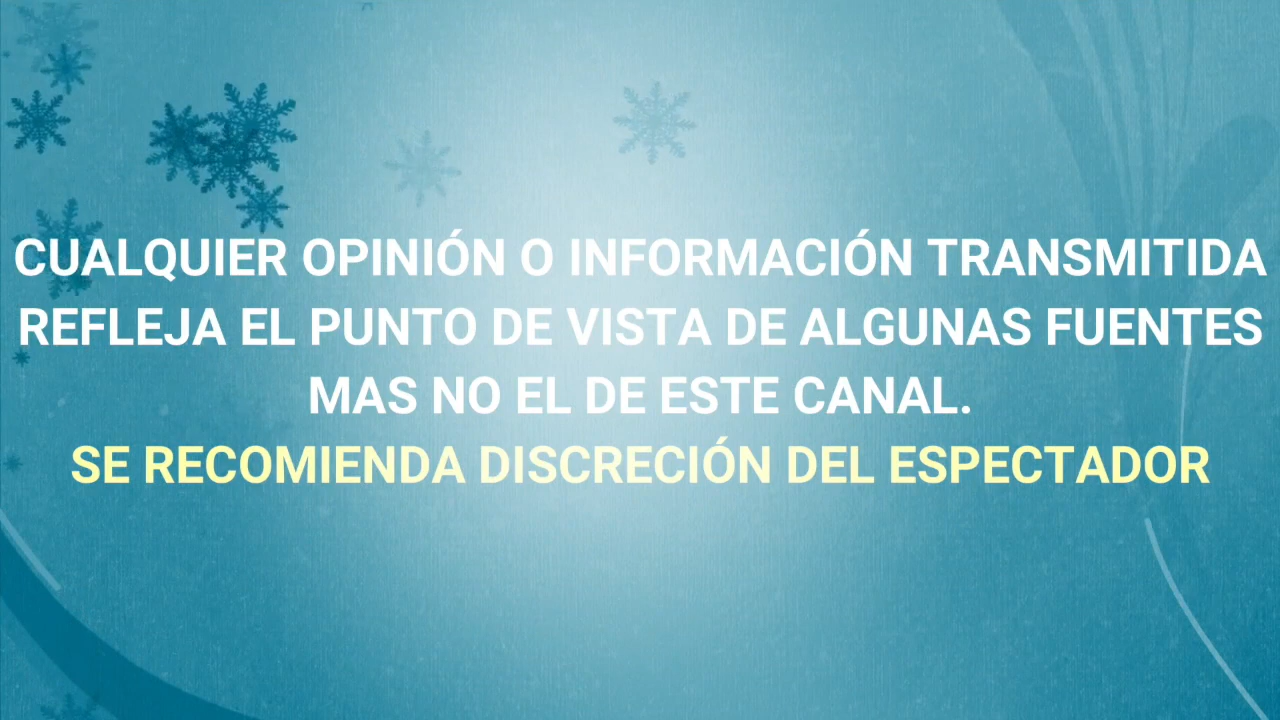 CUALQUIER OPINIÓN O INFORMACIÓN TRANSMITIDA
REFLEJA EL PUNTO DE VISTA DE ALGUNAS FUENTES
MAS NO EL DE ESTE CANAL.
SE RECOMIENDA DISCRECIÓN DEL ESPECTADOR